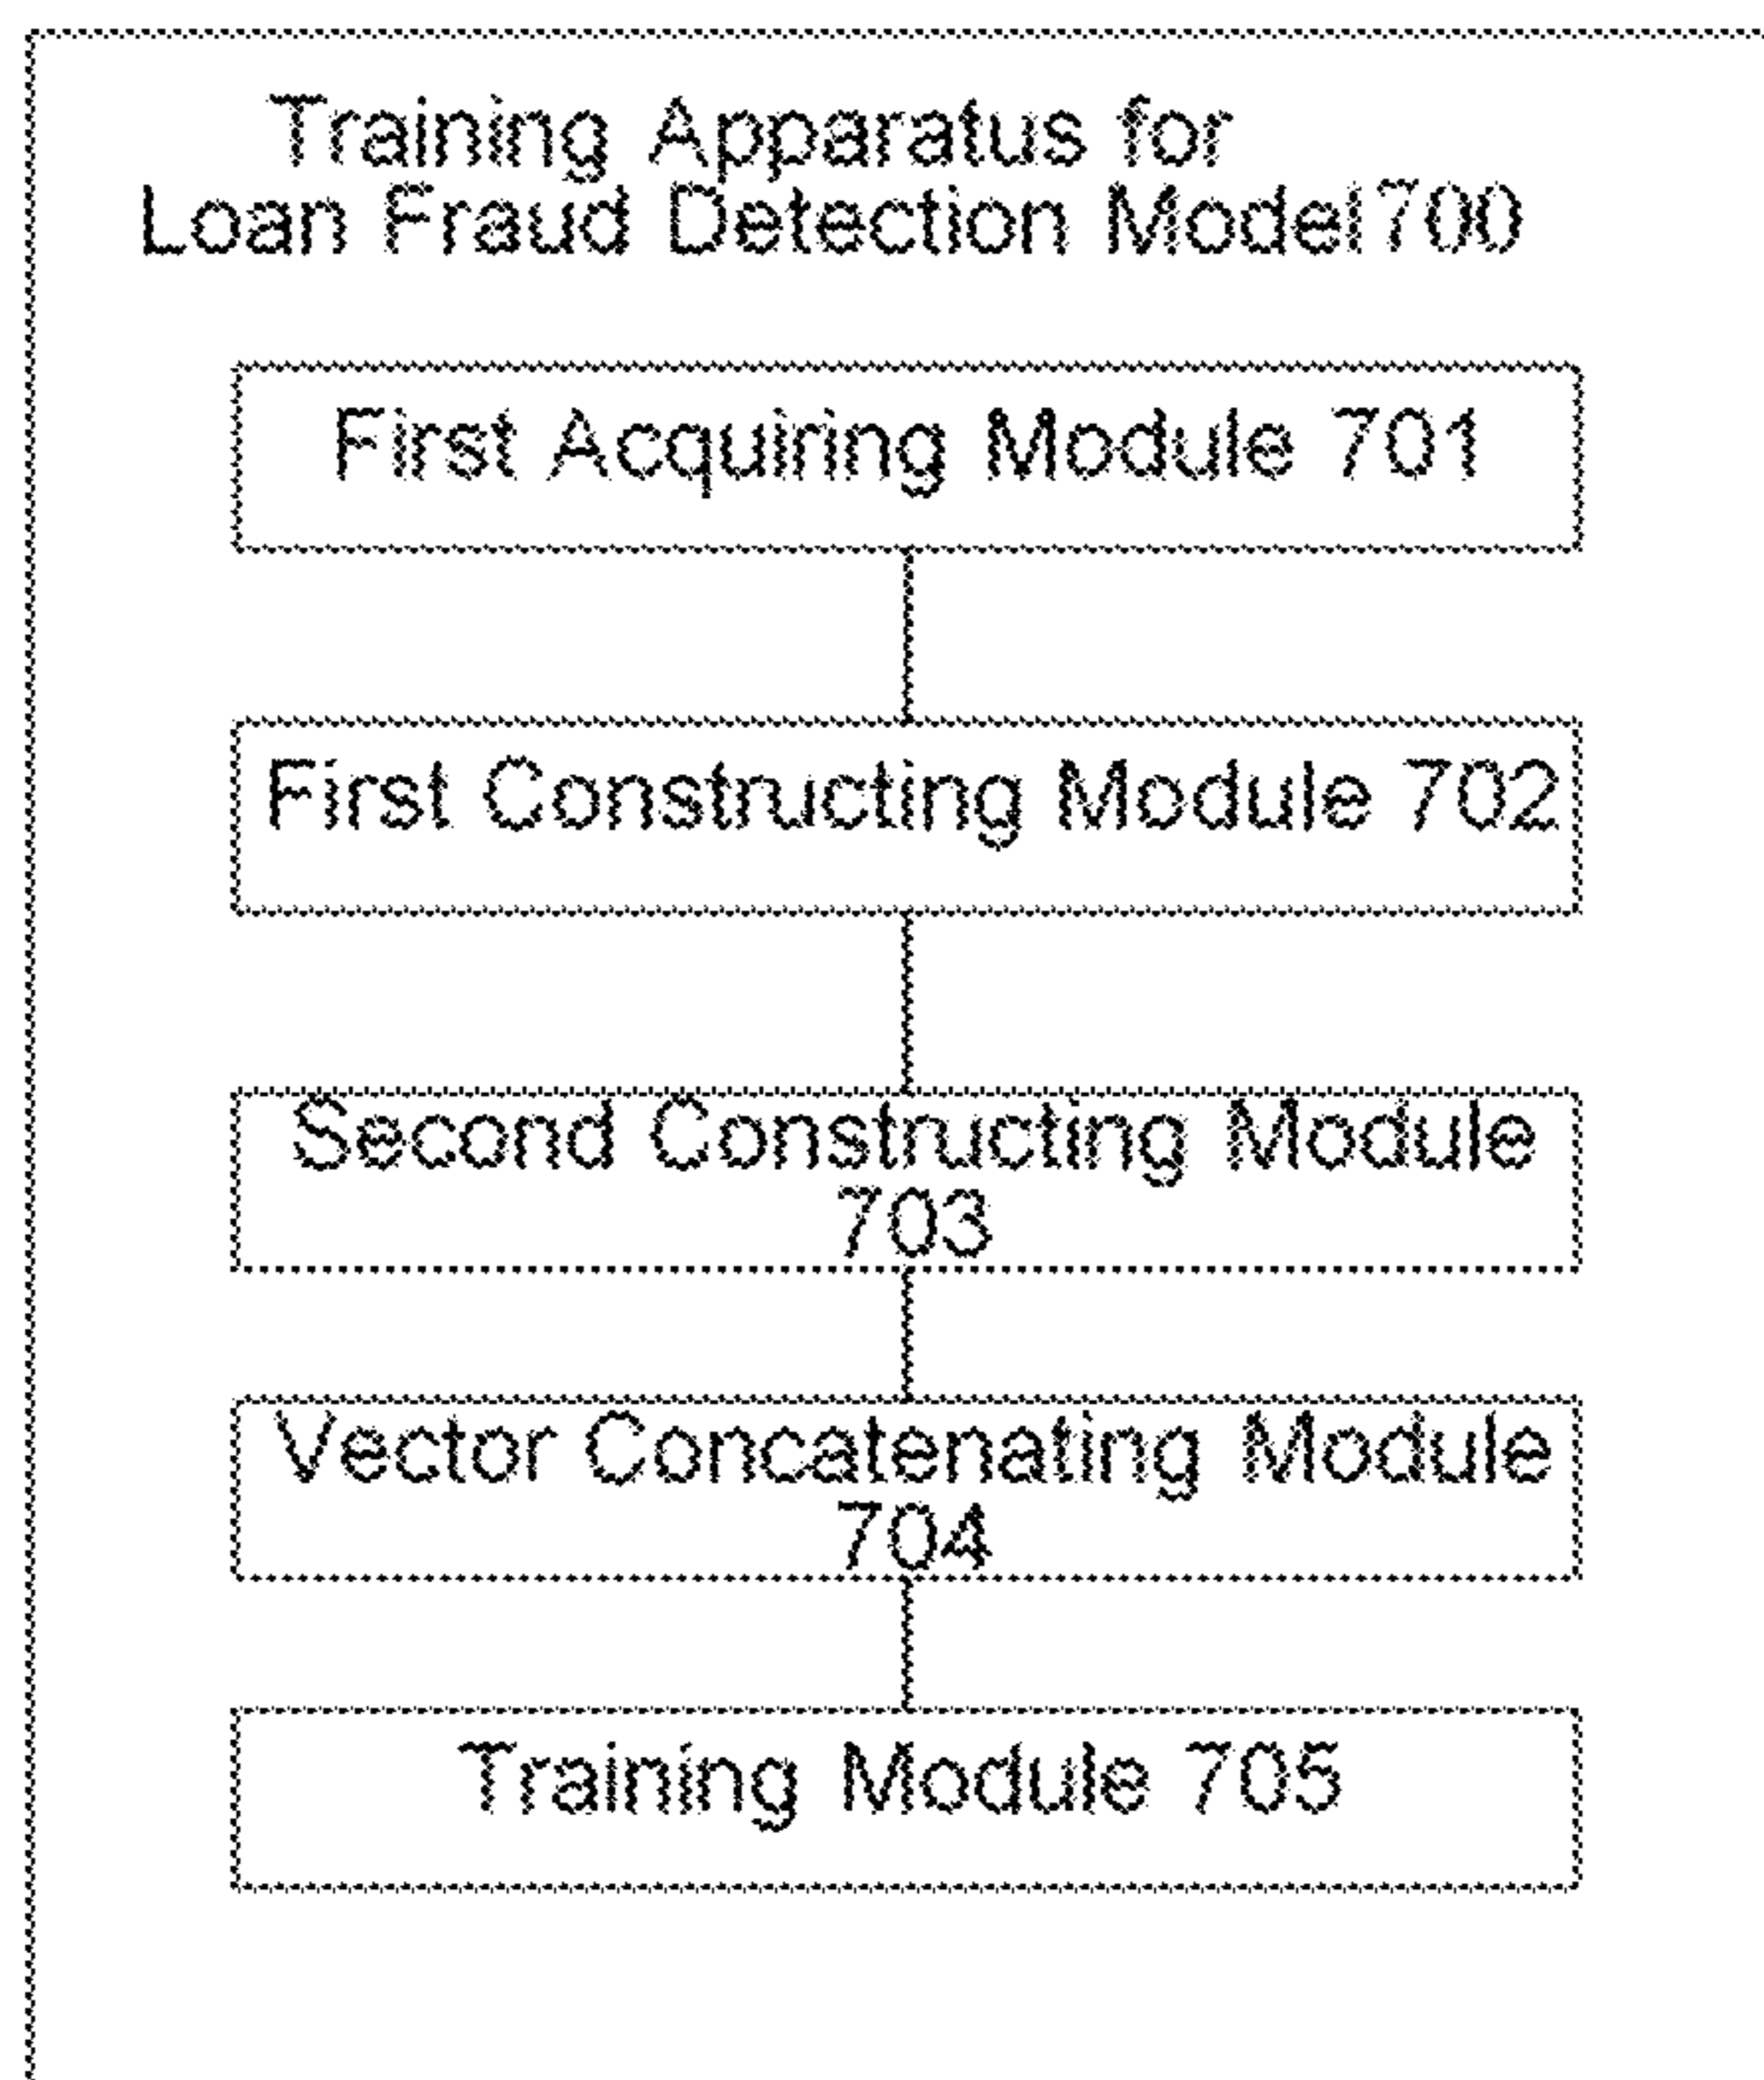 Training Apparatus for
Loan Fraud Detection Model700
First Acquiring Module 701
First Constructing Module 702
Second Constructing Module
703
Vector Concatenating Module
704
Training Module 705